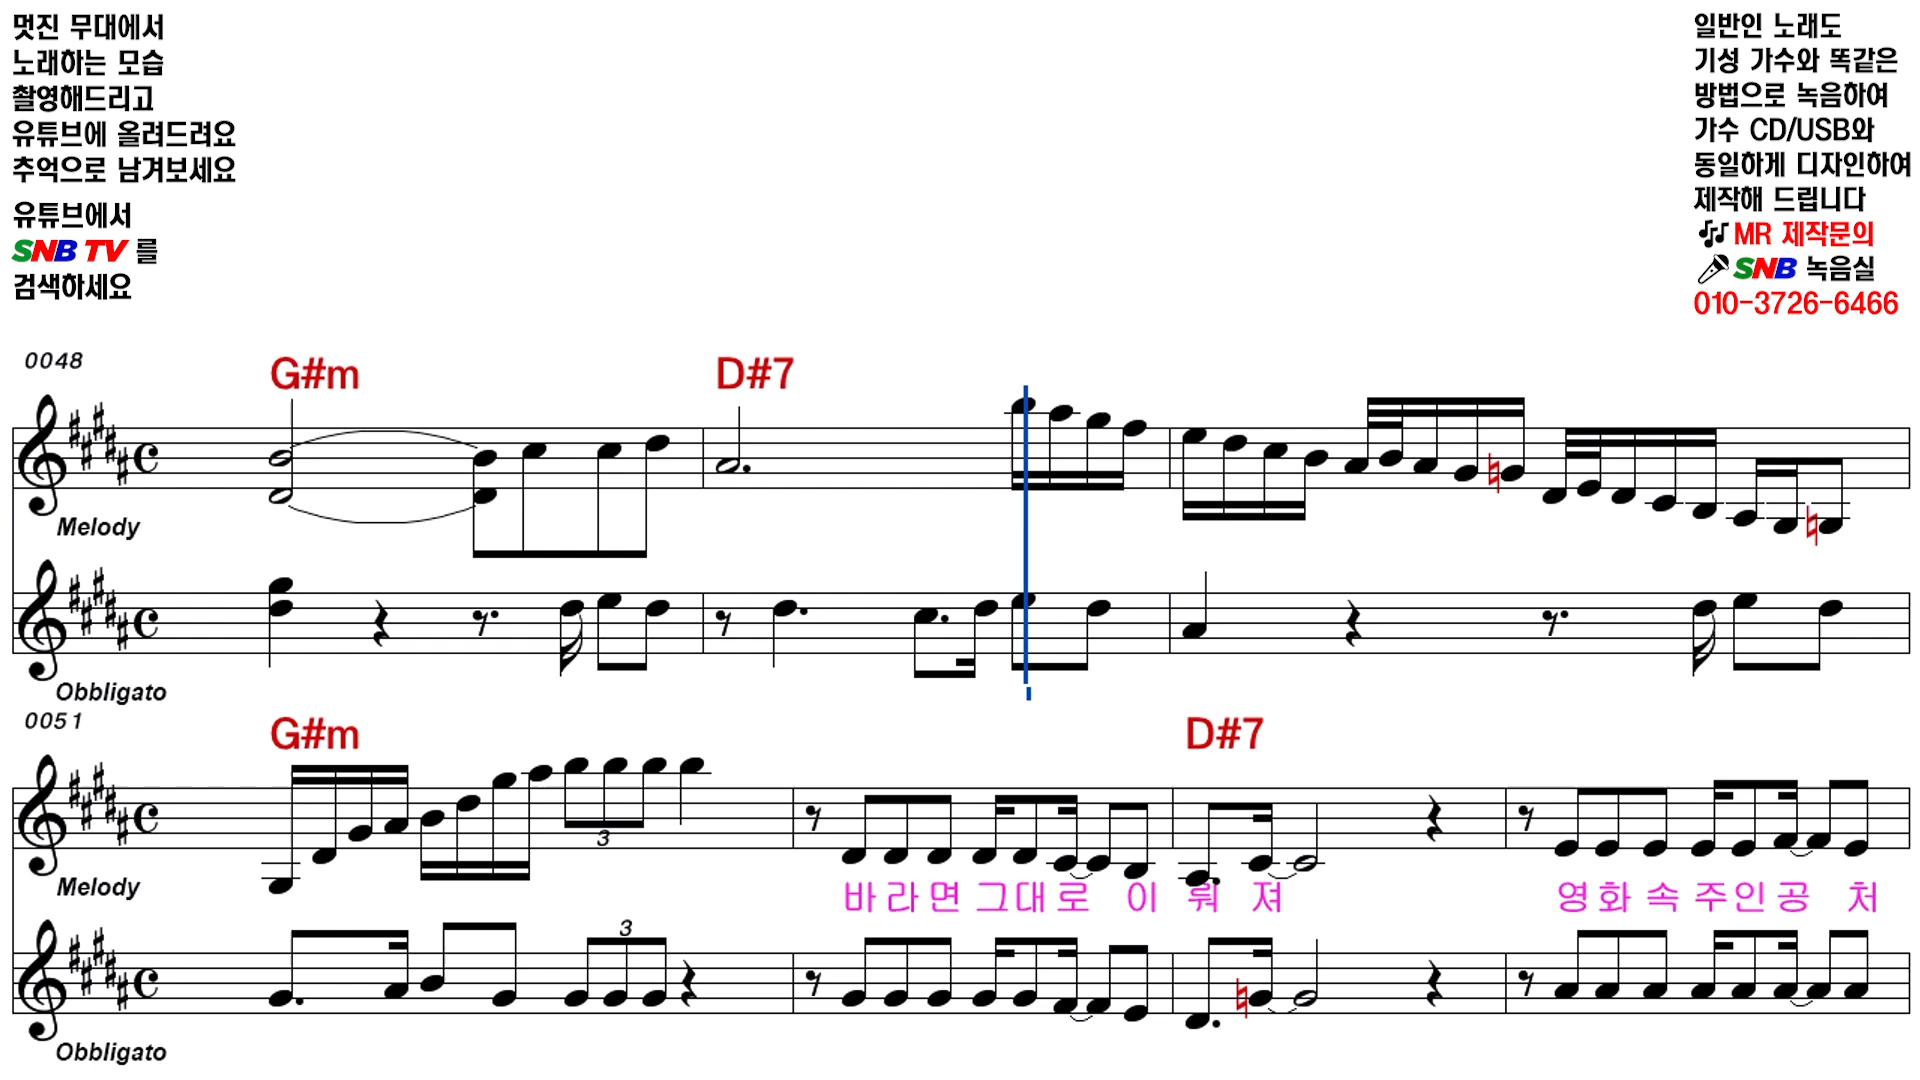 멋진 무대에서
노래하는 모습
촬영해드리고
유튜브에 올려드려요
추억으로 남겨보세요
유튜브에서
SNB TV 를
검색하세요
일반인 노래도
기성 가수와 똑같은
방법으로 녹음하여
가수 CD/USB와
동일하게 디자인하여
제작해 드립니다
MR 제작문의
SNB 녹음실
010-3726-6466
0048
G#m D#7
Melody
Obbligato
0051
G#m D#7
3
Melody
바라면 그대로 이 뤄 져 영화 속 주인공 처
3
Obbligato